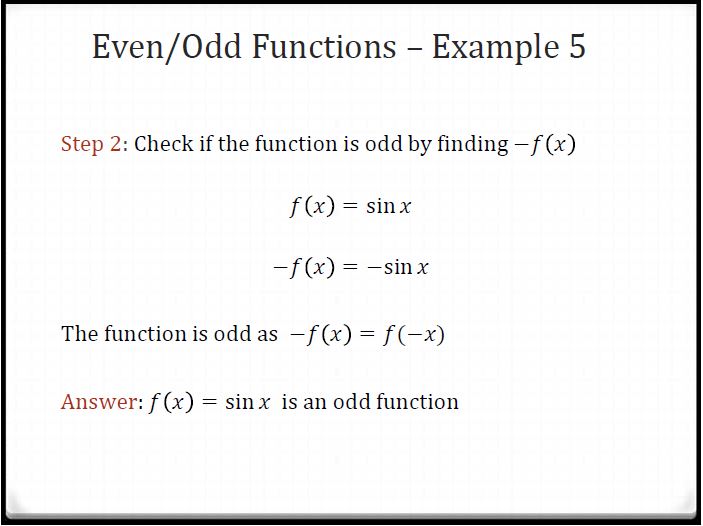 Even/Odd Functions – Example 5
Step 2: Check if the function is odd by finding −f(x)
f(x) = sin x
−f(x) = −sin x
The function is odd as −f(x) = f(−x)
Answer: f(x) = sin x is an odd function